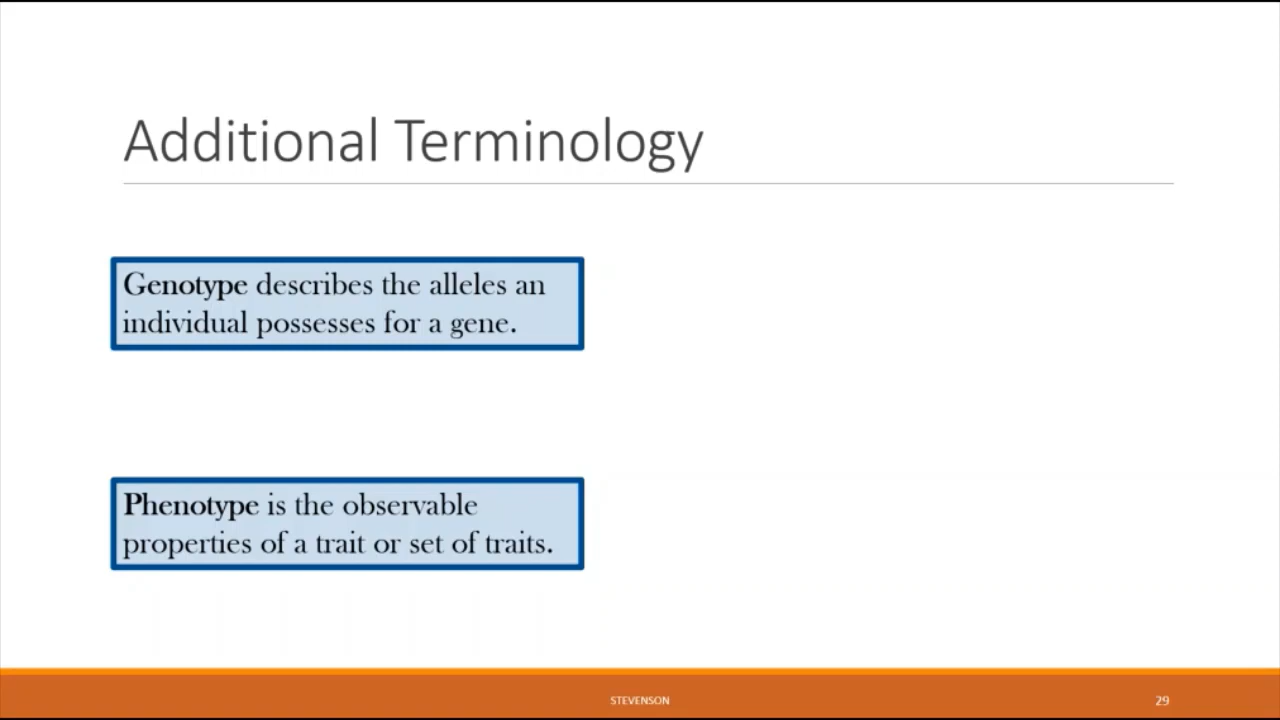 Additional Terminology
Genotype describes the alleles an
individual possesses for a gene.
Phenotype is the observable
properties of a trait or set of traits.
STEVENSON
29